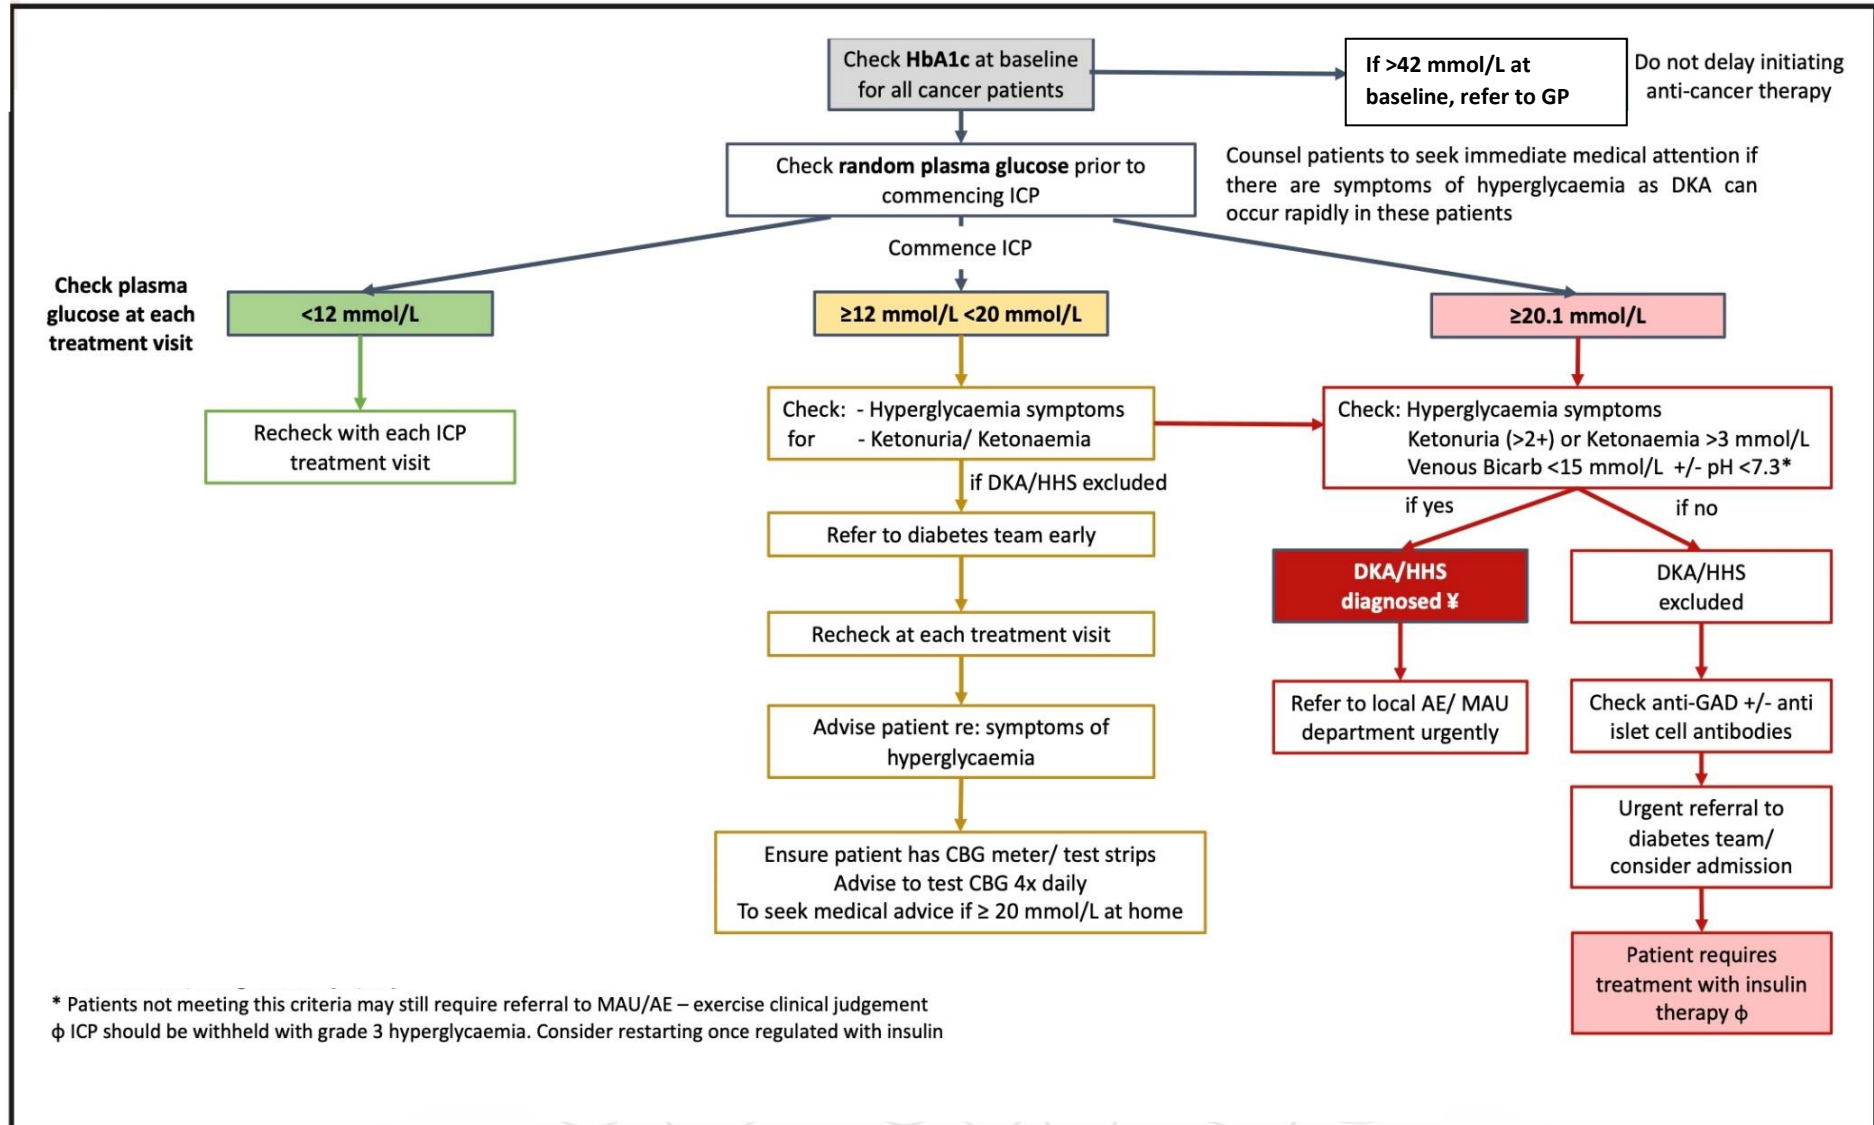 Check HbA1c at baseline
for all cancer patients
If >42 mmol/L at
baseline, refer to GP
Do not delay initiating
anti-cancer therapy
Check random plasma glucose prior to
commencing ICP
Counsel patients to seek immediate medical attention if
there are symptoms of hyperglycaemia as DKA can
occur rapidly in these patients
Commence ICP
Check plasma
glucose at each
treatment visit
<12 mmol/L
≥12 mmol/L <20 mmol/L
≥20.1 mmol/L
Recheck with each ICP
treatment visit
Check: - Hyperglycaemia symptoms
for - Ketonuria/ Ketonaemia
if DKA/HHS excluded
Refer to diabetes team early
Recheck at each treatment visit
Advise patient re: symptoms of
hyperglycaemia
Ensure patient has CBG meter/ test strips
Advise to test CBG 4x daily
To seek medical advice if ≥ 20 mmol/L at home
Check: Hyperglycaemia symptoms
Ketonuria (>2+) or Ketonaemia >3 mmol/L
Venous Bicarb <15 mmol/L +/- pH <7.3*
if yes
if no
DKA/HHS
diagnosed ¥
Refer to local AE/ MAU
department urgently
DKA/HHS
excluded
Check anti-GAD +/- anti
islet cell antibodies
Urgent referral to
diabetes team/
consider admission
Patient requires
treatment with insulin
therapy ϕ
* Patients not meeting this criteria may still require referral to MAU/AE – exercise clinical judgement
ϕ ICP should be withheld with grade 3 hyperglycaemia. Consider restarting once regulated with insulin